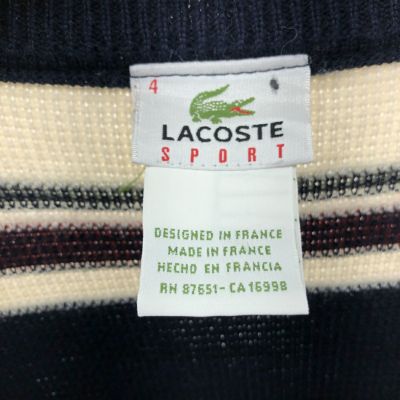 4
LACOSTE
SPORT
DESIGNED IN FRANCE
MADE IN FRANCE
HECHO EN FRANCIA
RN 87651-CA 16998